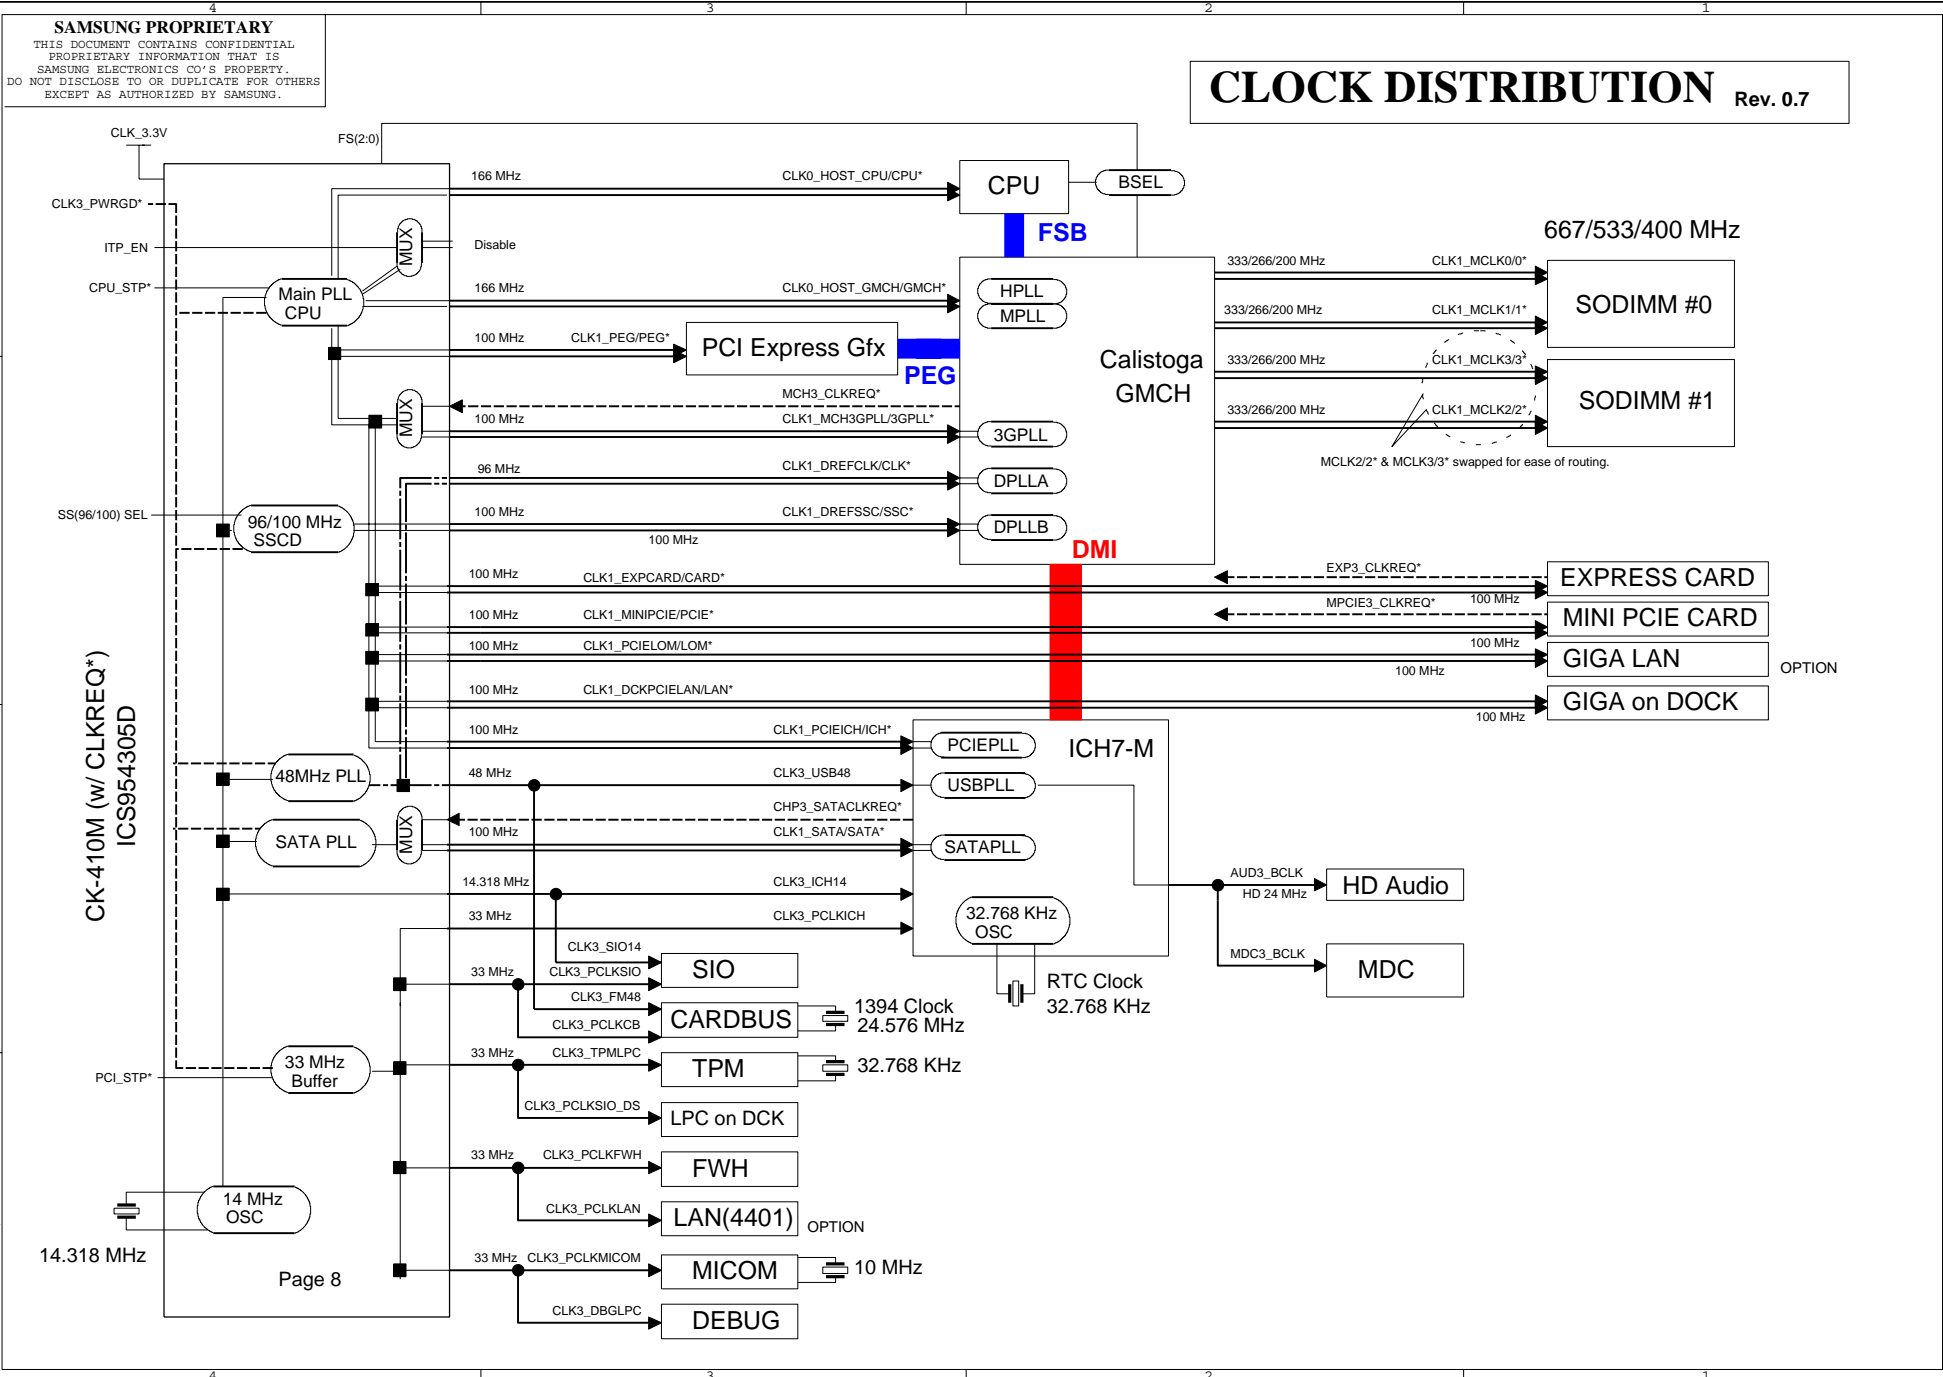 4 3 2 1
SAMSUNG PROPRIETARY
THIS DOCUMENT CONTAINS CONFIDENTIAL
PROPRIETARY INFORMATION THAT IS
SAMSUNG ELECTRONICS CO'S PROPERTY.
DO NOT DISCLOSE TO OR DUPLICATE FOR OTHERS
EXCEPT AS AUTHORIZED BY SAMSUNG.
CLOCK DISTRIBUTION Rev. 0.7
CLK_3.3V
FS(2:0)
CLK3_PWRGD*
166 MHz CLK0_HOST_CPU/CPU*
CPU
BSEL
ITP_EN
MUX
Disable
FSB
667/533/400 MHz
CPU_STP*
Main PLL
CPU
166 MHz CLK0_HOST_GMCH/GMCH*
HPLL
MPLL
333/266/200 MHz CLK1_MCLK0/0*
333/266/200 MHz CLK1_MCLK1/1*
SODIMM #0
100 MHz CLK1_PEG/PEG*
PCI Express Gfx
PEG
Calistoga
GMCH
333/266/200 MHz CLK1_MCLK3/3*
333/266/200 MHz CLK1_MCLK2/2*
SODIMM #1
MCLK2/2* & MCLK3/3* swapped for ease of routing.
MUX
MCH3_CLKREQ*
100 MHz CLK1_MCH3GPLL/3GPLL*
3GPLL
96 MHz CLK1_DREFCLK/CLK*
DPLLA
SS(96/100) SEL
96/100 MHz
SSCD
100 MHz CLK1_DREFSSC/SSC*
100 MHz
DPLLB
DMI
100 MHz CLK1_EXPCARD/CARD*
EXP3_CLKREQ*
100 MHz
EXPRESS CARD
100 MHz CLK1_MINIPCIE/PCIE*
MPCIE3_CLKREQ*
100 MHz
MINI PCIE CARD
100 MHz CLK1_PCIELOM/LOM*
100 MHz
GIGA LAN
OPTION
100 MHz CLK1_DCKPCIELAN/LAN*
100 MHz
GIGA on DOCK
CK-410M (w/ CLKREQ*)
ICS954305D
100 MHz CLK1_PCIEICH/ICH*
PCIEPLL
ICH7-M
48MHz PLL
48 MHz CLK3_USB48
USBPLL
CHP3_SATACLKREQ*
SATA PLL
MUX
100 MHz CLK1_SATA/SATA*
SATAPLL
14.318 MHz CLK3_ICH14
33 MHz CLK3_PCLKICH
32.768 KHz
OSC
AUD3_BCLK
HD 24 MHz
HD Audio
MDC3_BCLK
MDC
RTC Clock
32.768 KHz
CLK3_SIO14
33 MHz CLK3_PCLKSIO
SIO
CLK3_FM48
CLK3_PCLKCB
CARDBUS
1394 Clock
24.576 MHz
PCI_STP*
33 MHz
Buffer
33 MHz CLK3_TPMLPC
TPM
32.768 KHz
CLK3_PCLKSIO_DS
LPC on DCK
33 MHz CLK3_PCLKFWH
FWH
CLK3_PCLKLAN
LAN(4401)
OPTION
14 MHz
OSC
14.318 MHz
Page 8
33 MHz CLK3_PCLKMICOM
MICOM
10 MHz
CLK3_DBGLPC
DEBUG
4 3 2 1